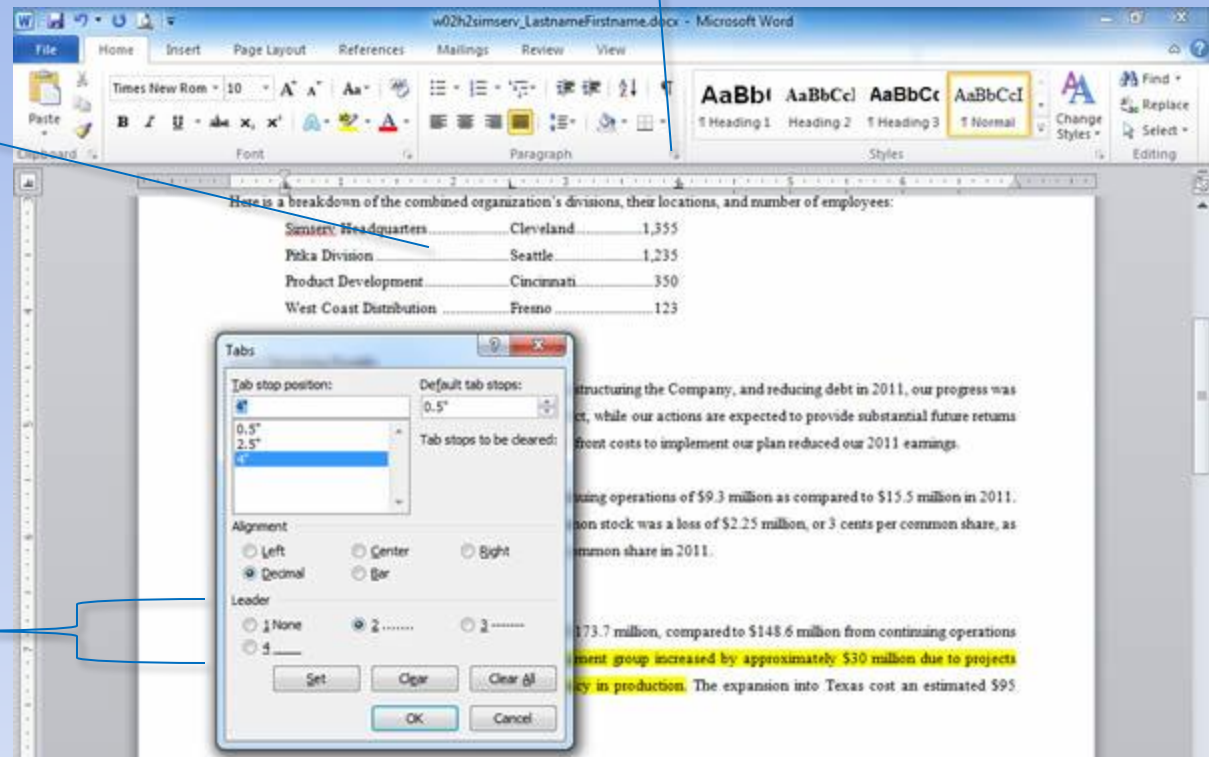 w02h2simserv_LastnameFirstname.docx - Microsoft Word
File Home Insert Page Layout References Mailings Review View
Times New Rom 10 Aa
Paste
B I U abc x, x' A
AaBb( AaBbCcl AaBbCc AaBbCcI
¶ Heading 1 Heading 2 ¶ Heading 3 ¶ Normal
Change Styles
Find
Replace
Select
Clipboard Font Paragraph Styles Editing
Here is a breakdown of the combined organization's divisions, their locations, and number of employees:
Simserv Headquarters Cleveland 1,355
Pitka Division Seattle 1,235
Product Development Cincinnati 350
West Coast Distribution Fresno 123
Tabs
Tab stop position: Default tab stops:
4" 0.5"
0.5"
2.5"
4"
Tab stops to be cleared:
Alignment
Left Center Right
Decimal Bar
Leader
1 None 2 ....... 3 -------
4 ___
Set Clear Clear All
OK Cancel
structuring the Company, and reducing debt in 2011, our progress was
ct, while our actions are expected to provide substantial future returns
front costs to implement our plan reduced our 2011 earnings.
uing operations of $9.3 million as compared to $15.5 million in 2011.
mon stock was a loss of $2.25 million, or 3 cents per common share, as
ommon share in 2011.
173.7 million, compared to $148.6 million from continuing operations
ment group increased by approximately $30 million due to projects
cy in production. The expansion into Texas cost an estimated $95